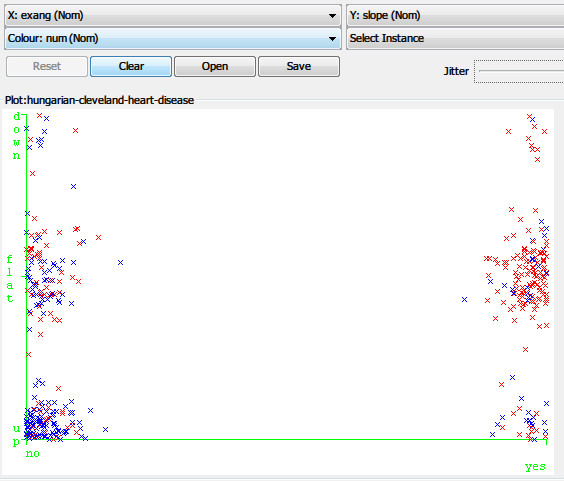 X: exang (Nom)
Y: slope (Nom)
Colour: num (Nom)
Select Instance
Reset
Clear
Open
Save
Jitter
Plot:hungarian-cleveland-heart-disease
down
flat
up
no
yes